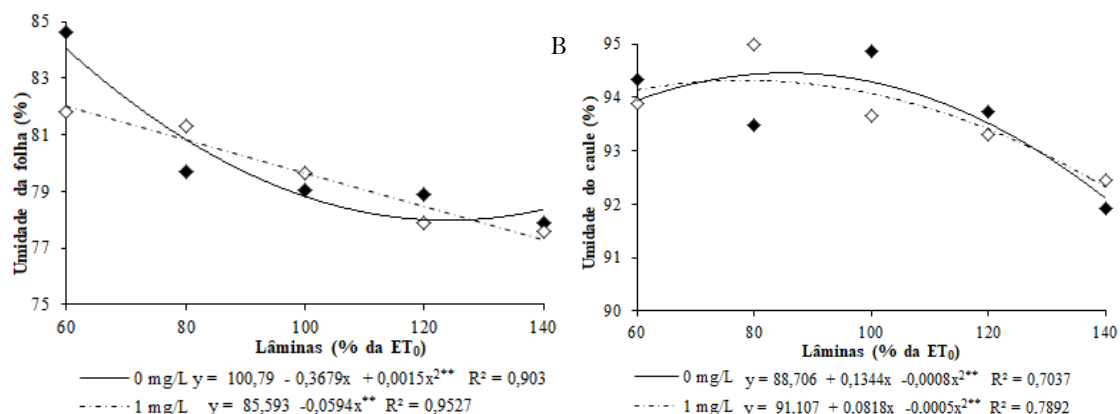 85
83
81
79
77
75
60
80
100
120
140
Umidade da folha (%)
Lâminas (% da ET₀)
0 mg/L y = 100,79 - 0,3679x + 0,0015x²** R² = 0,903
1 mg/L y = 85,593 -0,0594x** R² = 0,9527
B
95
94
93
92
91
90
60
80
100
120
140
Umidade do caule (%)
Lâminas (% da ET₀)
0 mg/L y = 88,706 + 0,1344x -0,0008x²** R² = 0,7037
1 mg/L y = 91,107 + 0,0818x -0,0005x²** R² = 0,7892